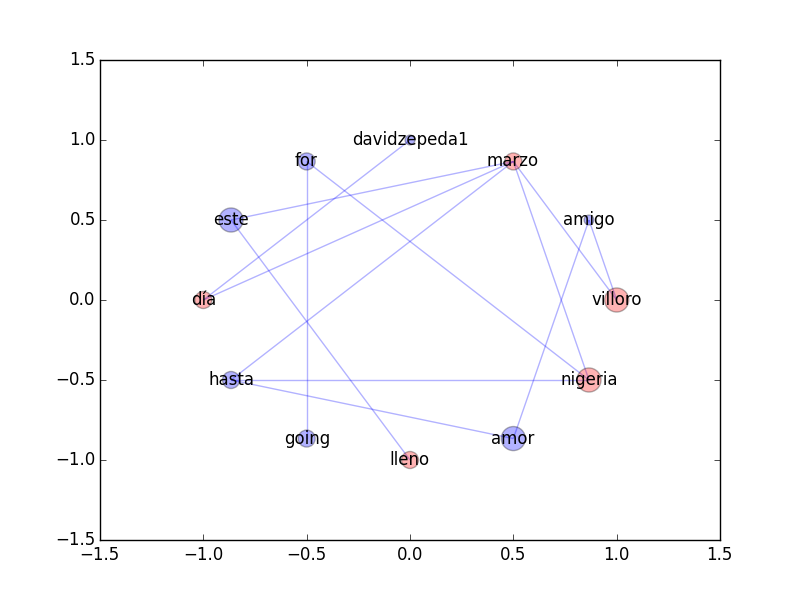 1.5
davidzepeda1
1.0
for
marzo
este
amigo
0.5
día
villoro
0.0
hasta
nigeria
−0.5
going
amor
lleno
−1.0
−1.5
−1.5 −1.0 −0.5 0.0 0.5 1.0 1.5